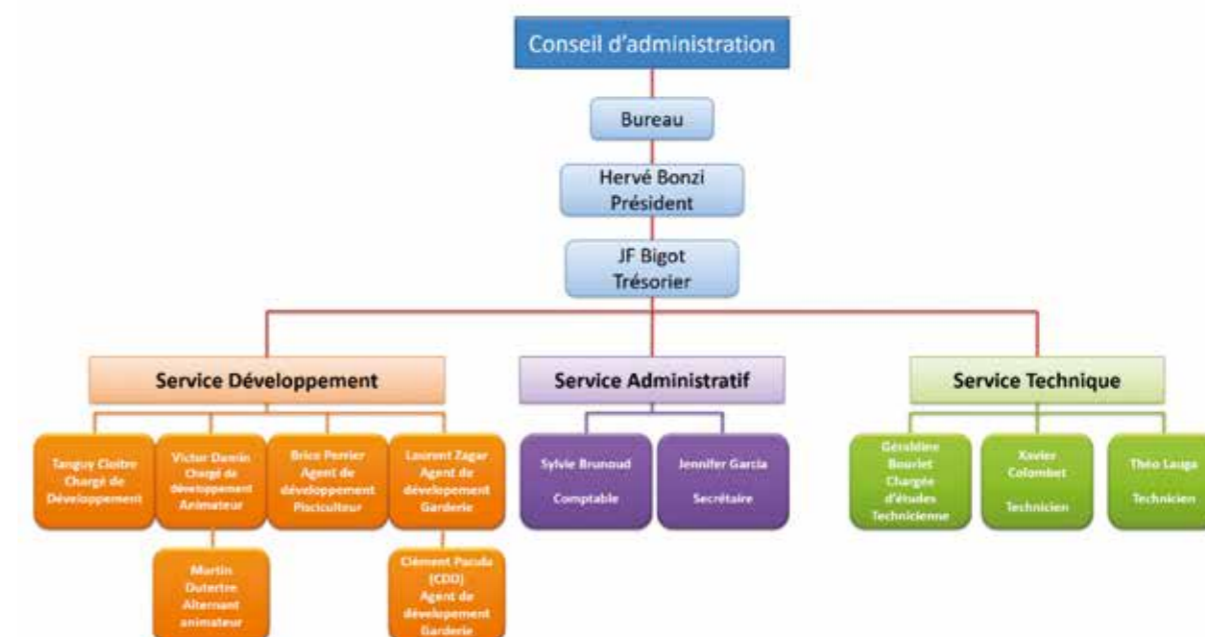 Conseil d'administration
Bureau
Hervé Bonzi
Président
JF Bigot
Trésorier
Service Développement
Service Administratif
Service Technique
Tanguy Cloître
Chargé de
Développement
Victor Damin
Chargé de
développement
Animateur
Brice Perrier
Agent de
développement
Pisciculteur
Laurent Zagar
Agent de
dévelopement
Garderie
Sylvie Brunoud
Comptable
Jennifer Garcia
Secrétaire
Géraldine
Bourlet
Chargée
d'études
Technicienne
Xavier
Colombet
Technicien
Théo Lauga
Technicien
Martin
Dutertre
Alternant
animateur
Clément Pacula
(CDD)
Agent de
dévelopement
Garderie